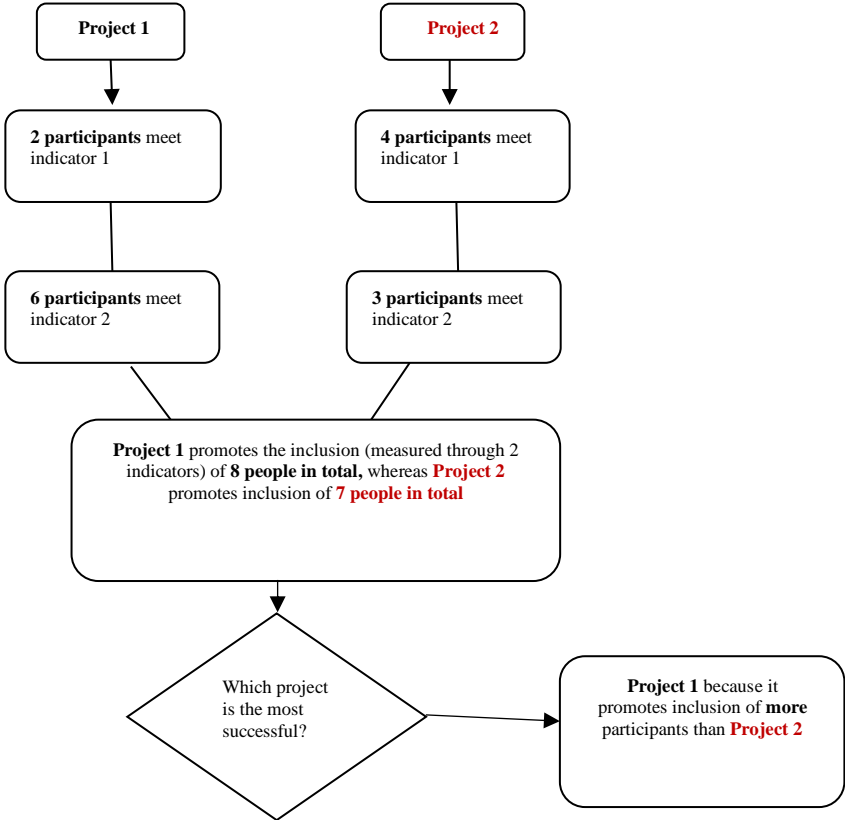 Project 1
Project 2
2 participants meet
indicator 1
4 participants meet
indicator 1
6 participants meet
indicator 2
3 participants meet
indicator 2
Project 1 promotes the inclusion (measured through 2
indicators) of 8 people in total, whereas Project 2
promotes inclusion of 7 people in total
Which project
is the most
successful?
Project 1 because it
promotes inclusion of more
participants than Project 2